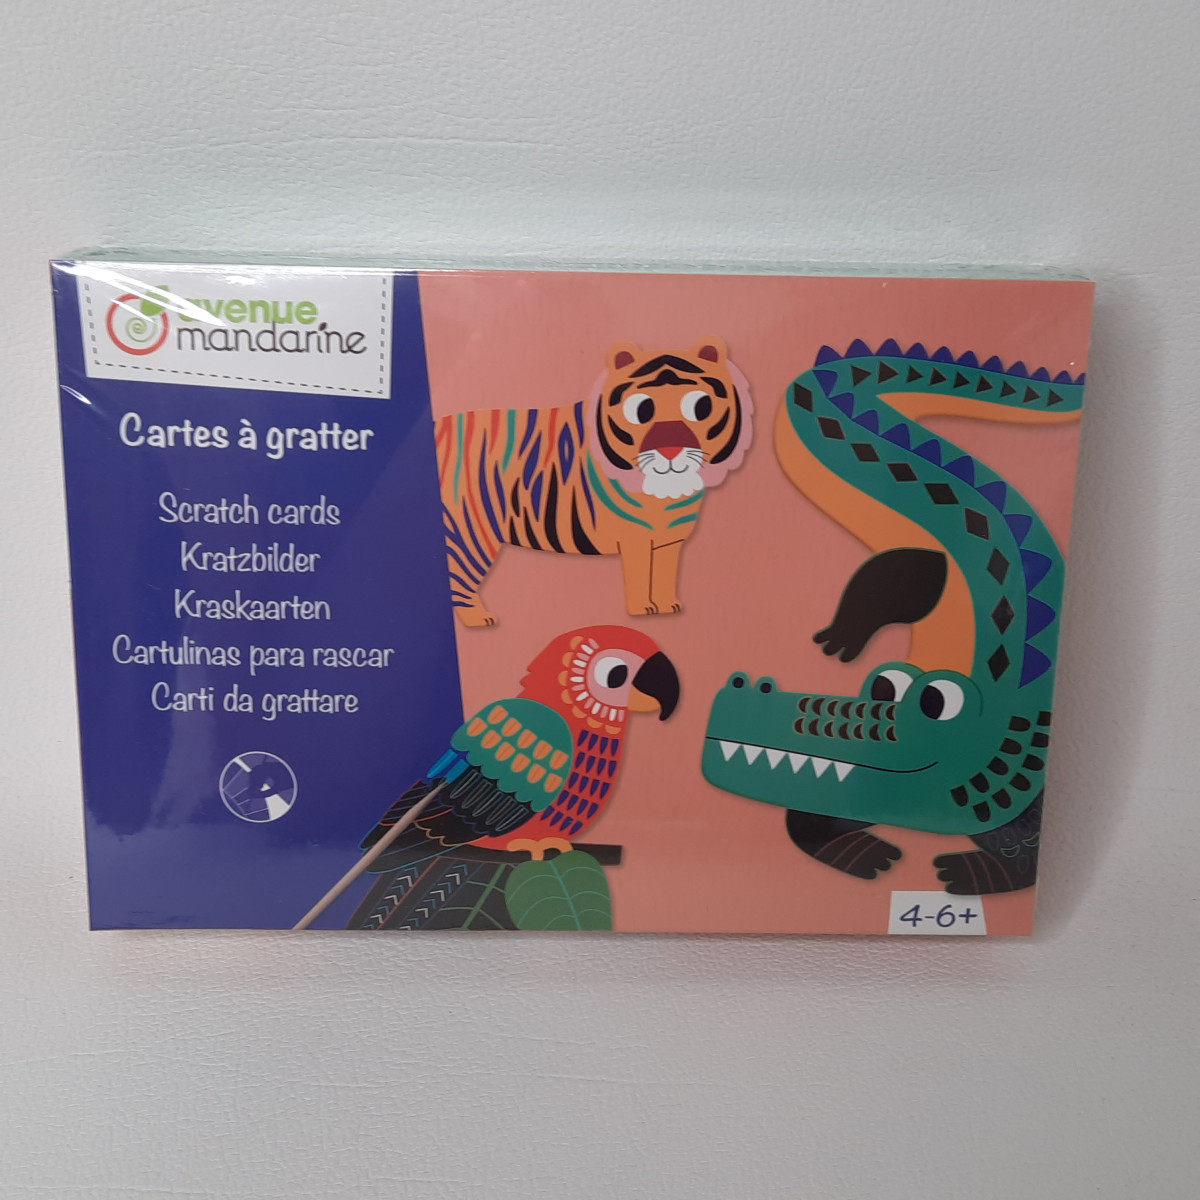 avenue
mandarine
Cartes à gratter
Scratch cards
Kratzbilder
Kraskaarten
Cartulinas para rascar
Carti da grattare
4-6+